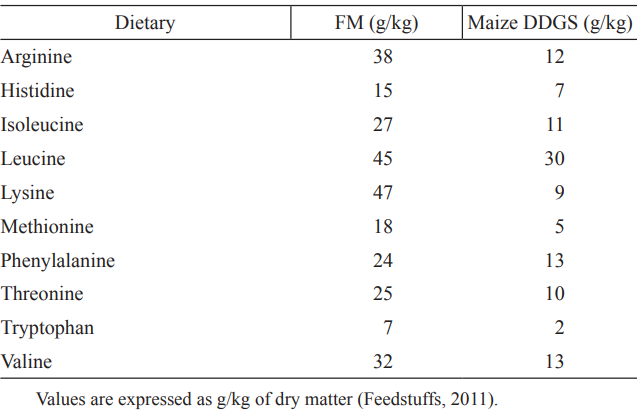 Dietary FM (g/kg) Maize DDGS (g/kg)
Arginine 38 12
Histidine 15 7
Isoleucine 27 11
Leucine 45 30
Lysine 47 9
Methionine 18 5
Phenylalanine 24 13
Threonine 25 10
Tryptophan 7 2
Valine 32 13
Values are expressed as g/kg of dry matter (Feedstuffs, 2011).